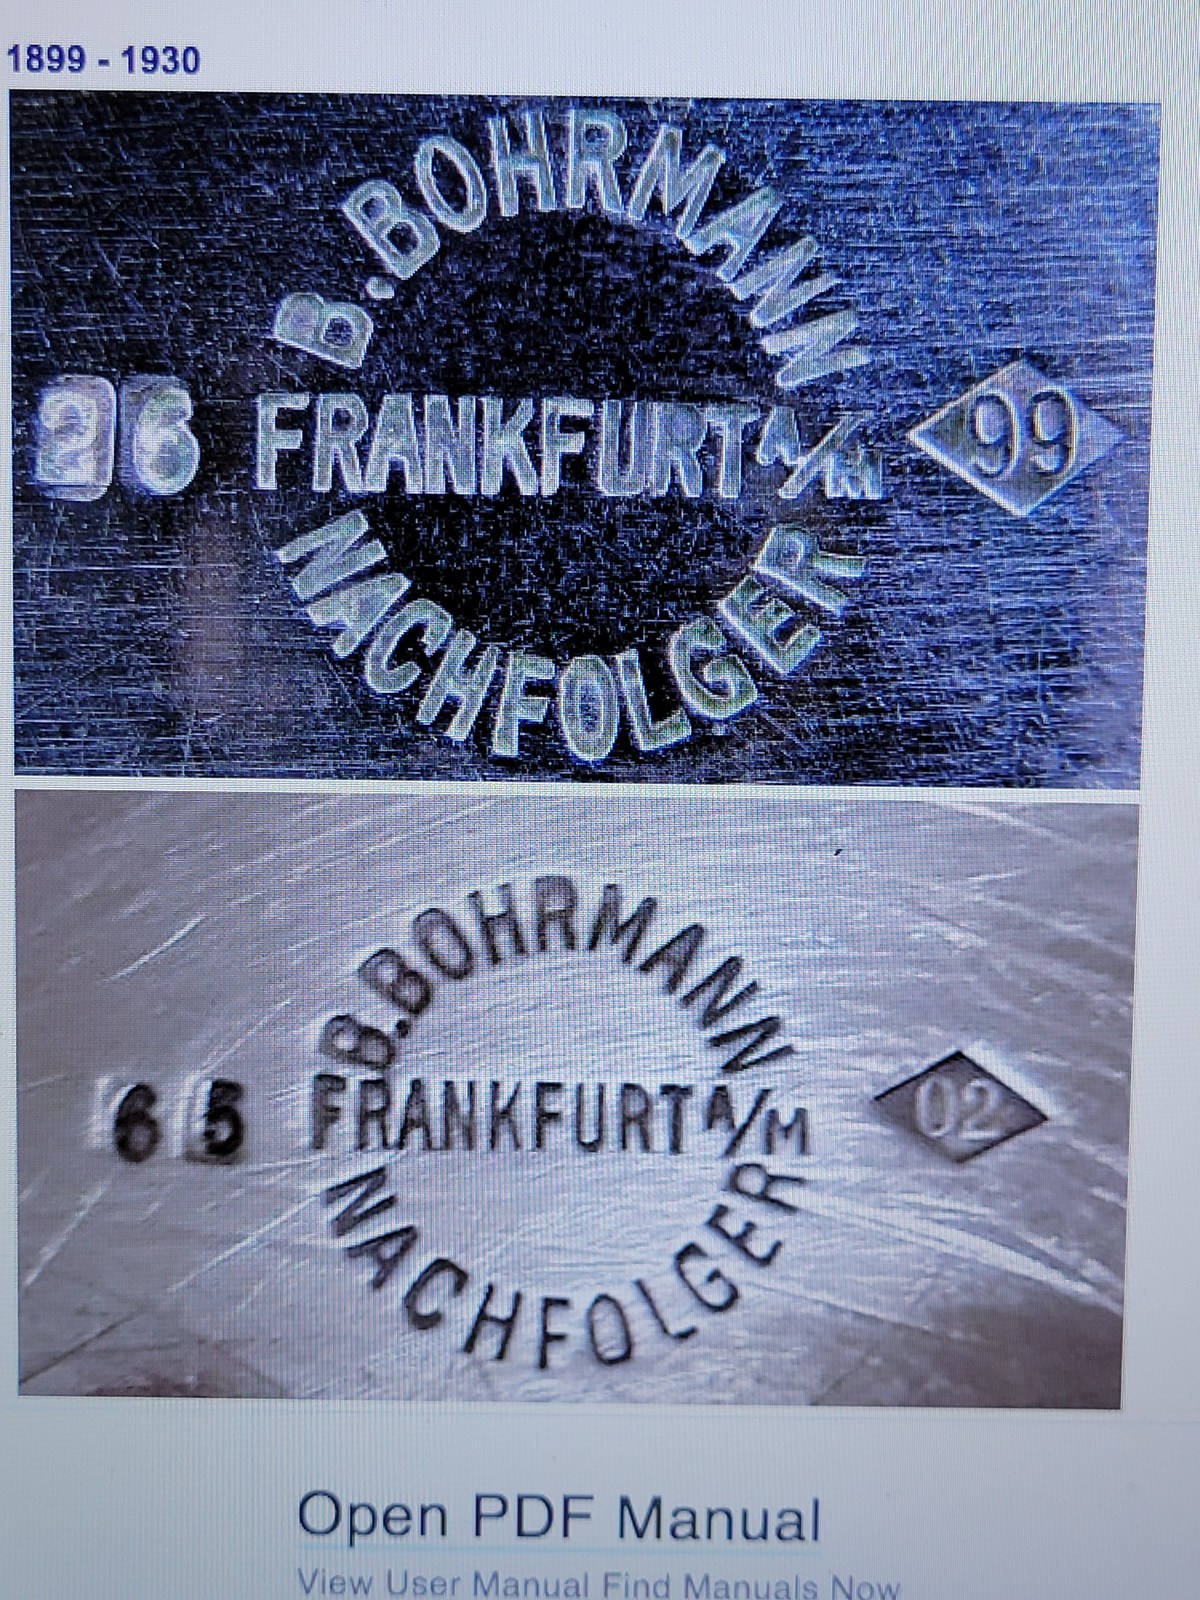 1899 - 1930
B. BOHRMANN
26 FRANKFURT A/M 99
NACHFOLGER
B. BOHRMANN
65 FRANKFURT A/M 02
NACHFOLGER
Open PDF Manual
View User Manual Find Manuals Now